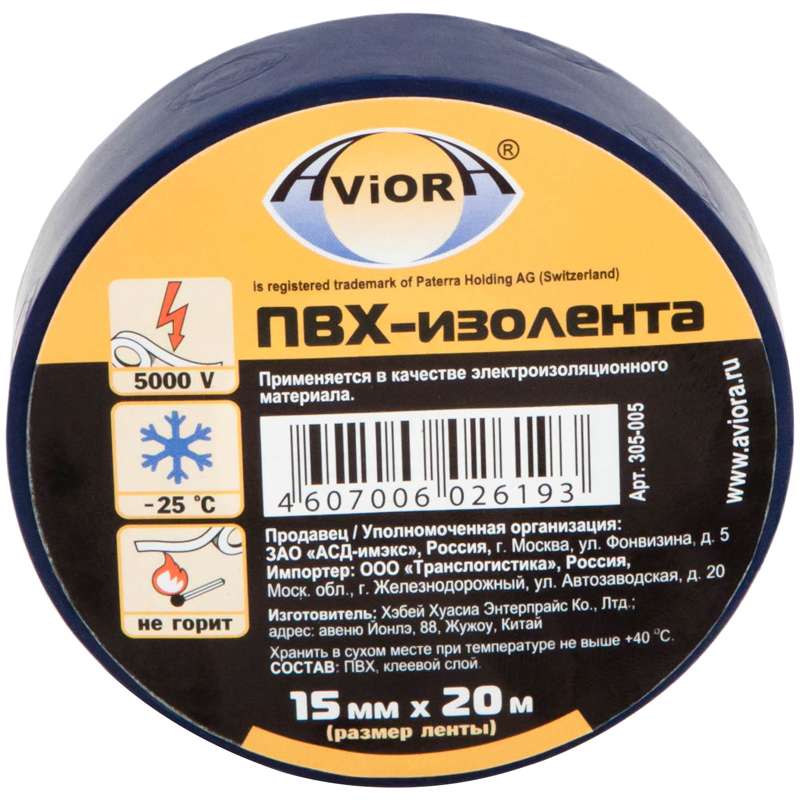 AViORA®
is registered trademark of Paterra Holding AG (Switzerland)
ПВХ-изолента
5000 V
-25 °C
не горит
Применяется в качестве электроизоляционного
материала.
4607006026193
Арт. 305-005
www.aviora.ru
Продавец / Уполномоченная организация:
ЗАО «АСД-имэкс», Россия, г. Москва, ул. Фонвизина, д. 5
Импортер: ООО «Транслогистика», Россия,
Моск. обл., г. Железнодорожный, ул. Автозаводская, д. 20
Изготовитель: Хэбей Хуасиа Энтерпрайс Ко., Лтд.;
адрес: авеню Йонлэ, 88, Жужоу, Китай
Хранить в сухом месте при температуре не выше +40 °C.
СОСТАВ: ПВХ, клеевой слой.
15 мм х 20 м
(размер ленты)